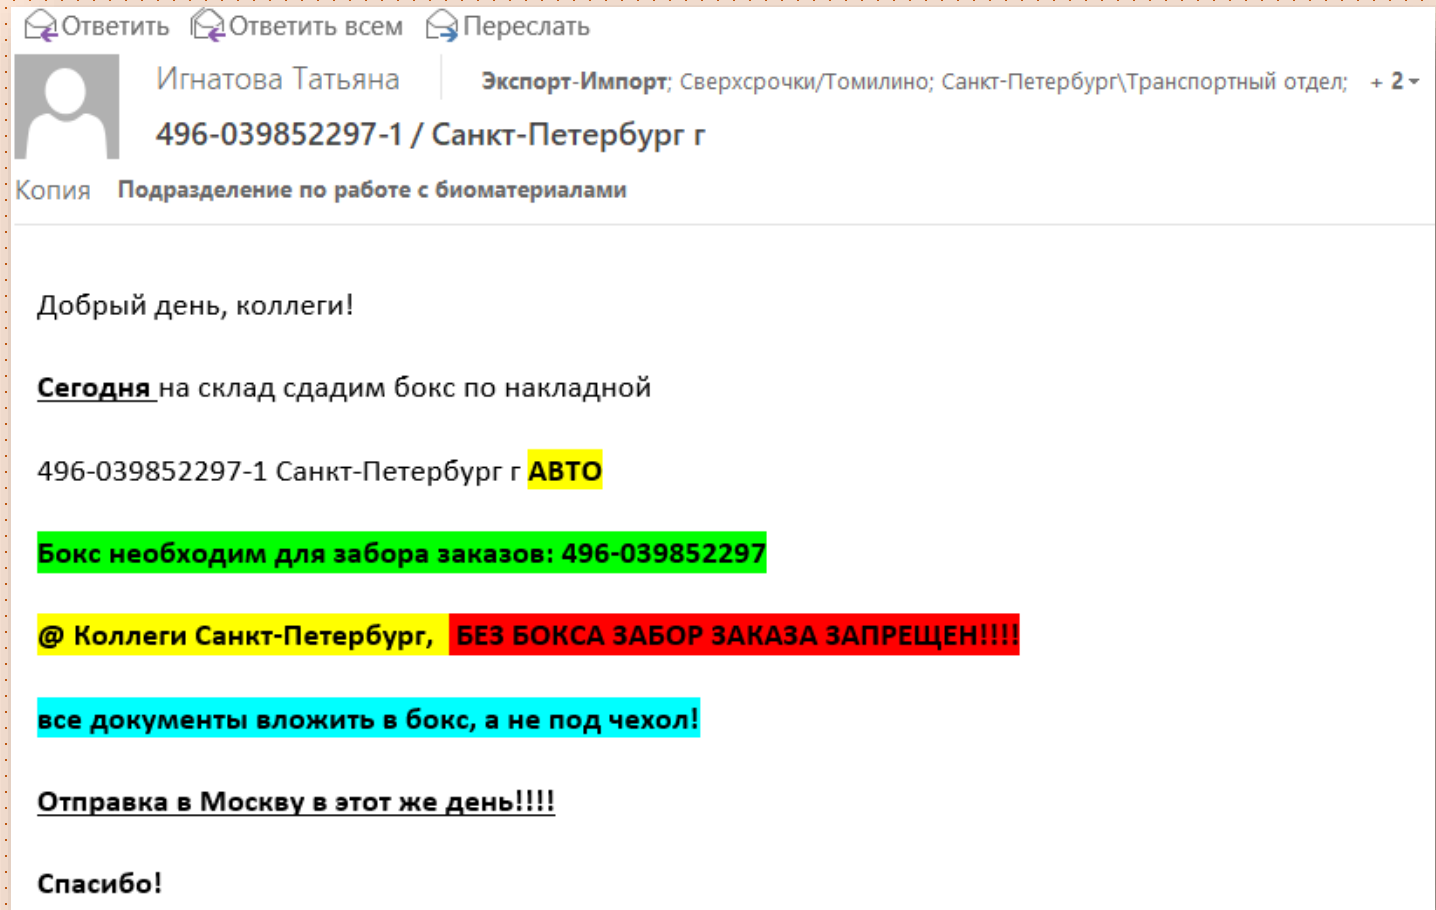 Ответить Ответить всем Переслать
Игнатова Татьяна Экспорт-Импорт; Сверхсрочки/Томилино; Санкт-Петербург\Транспортный отдел; + 2
496-039852297-1 / Санкт-Петербург г
Копия Подразделение по работе с биоматериалами
Добрый день, коллеги!
Сегодня на склад сдадим бокс по накладной
496-039852297-1 Санкт-Петербург г АВТО
Бокс необходим для забора заказов: 496-039852297
@ Коллеги Санкт-Петербург, БЕЗ БОКСА ЗАБОР ЗАКАЗА ЗАПРЕЩЕН!!!!
все документы вложить в бокс, а не под чехол!
Отправка в Москву в этот же день!!!!
Спасибо!